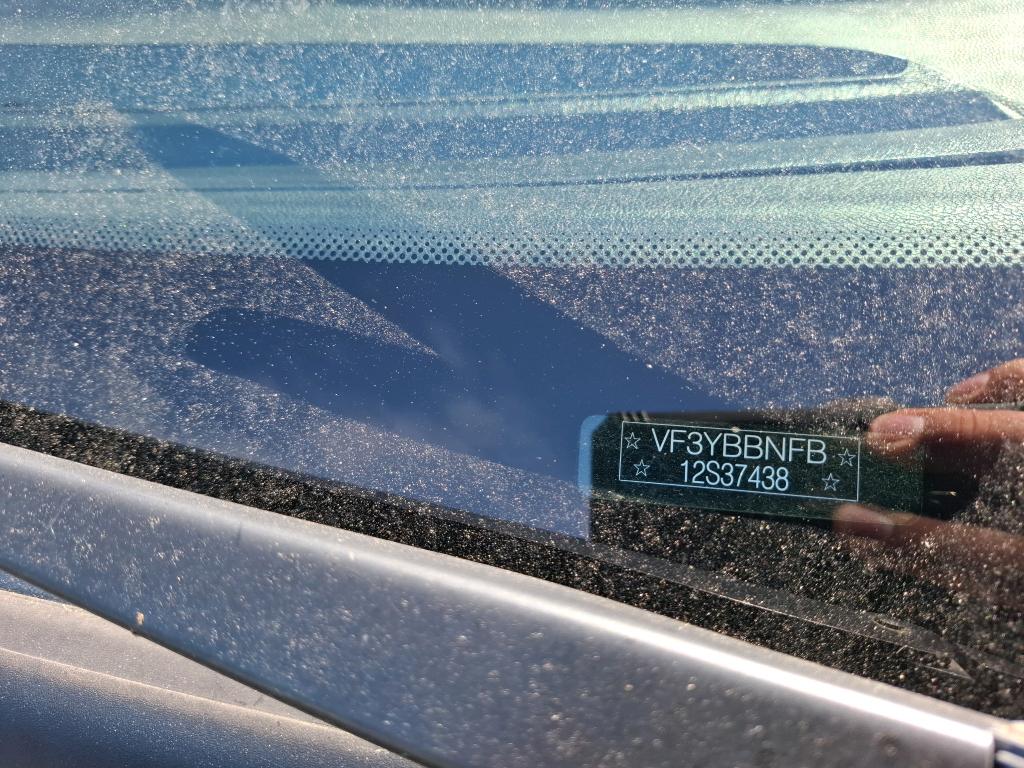 ☆ VF3YBBNFB ☆
☆ 12S37438 ☆